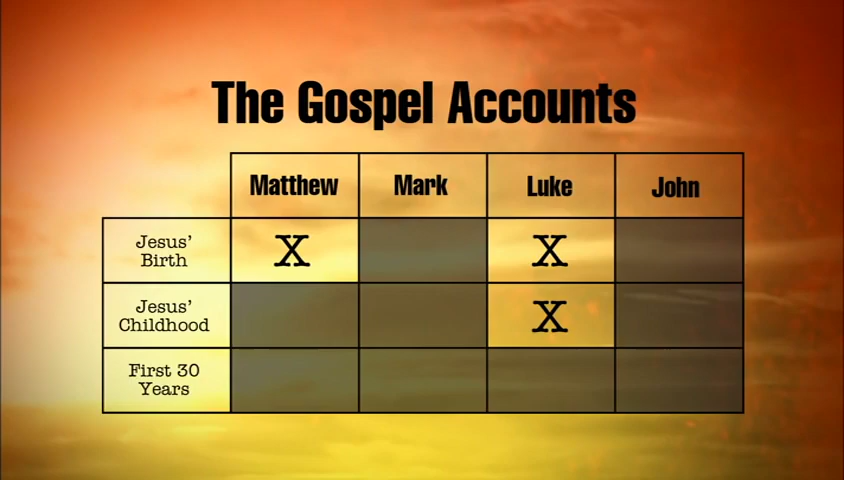 The Gospel Accounts
Matthew Mark Luke John
Jesus’
Birth
X X
Jesus’
Childhood
X
First 30
Years